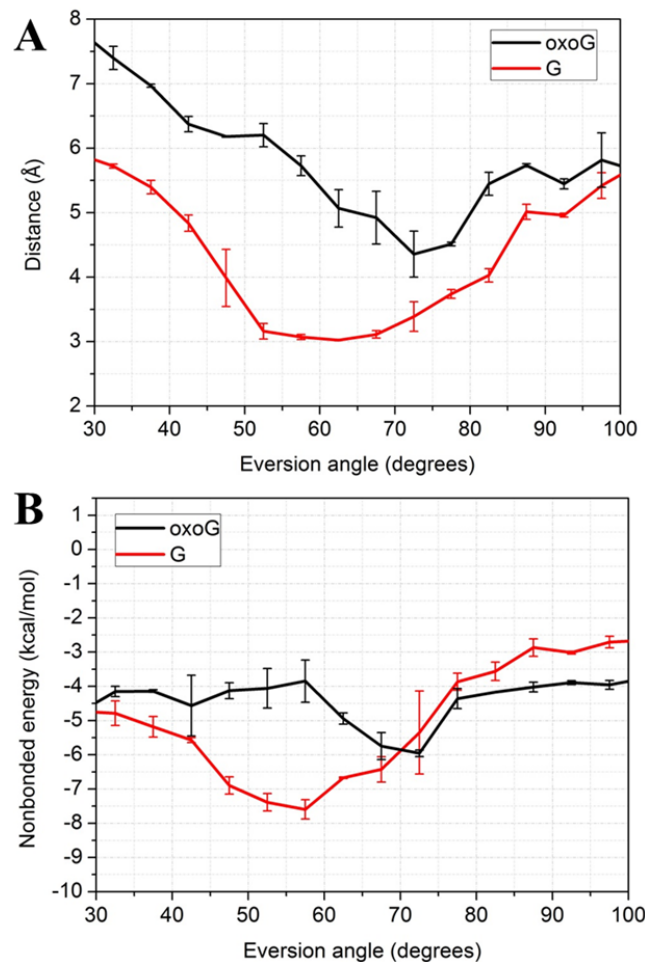 A
oxoG
G
8
7
6
5
4
3
2
Distance (Å)
30 40 50 60 70 80 90 100
Eversion angle (degrees)
B
oxoG
G
1
0
-1
-2
-3
-4
-5
-6
-7
-8
-9
-10
Nonbonded energy (kcal/mol)
30 40 50 60 70 80 90 100
Eversion angle (degrees)